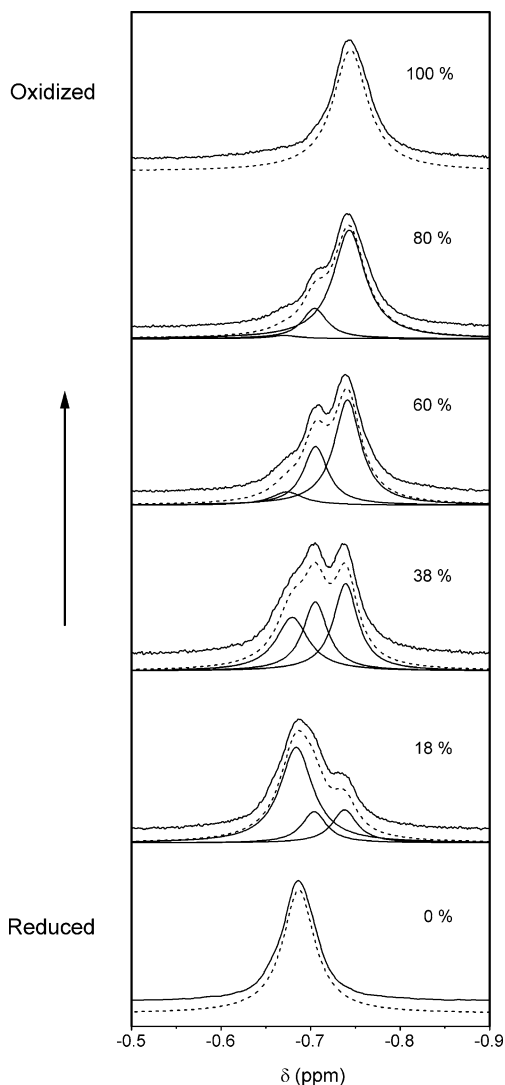 Oxidized
100 %
80 %
60 %
38 %
18 %
Reduced
0 %
-0.5 -0.6 -0.7 -0.8 -0.9
δ (ppm)